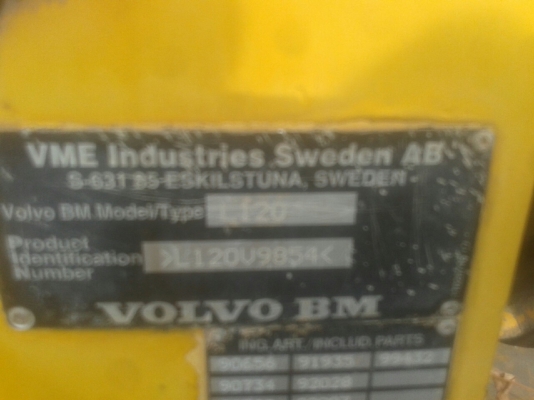 VME Industries Sweden AB
S-631 85 ESKILSTUNA, SWEDEN
Volvo BM Model/Type L120
Product
Identification >L120V9854<
Number
VOLVO BM
ING. ART. / INCLUD. PARTS
90656 91935 99432
90734 92028